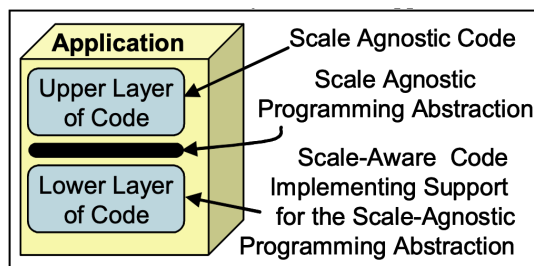 Application
Upper Layer
of Code
Lower Layer
of Code
Scale Agnostic Code
Scale Agnostic
Programming Abstraction
Scale-Aware Code
Implementing Support
for the Scale-Agnostic
Programming Abstraction